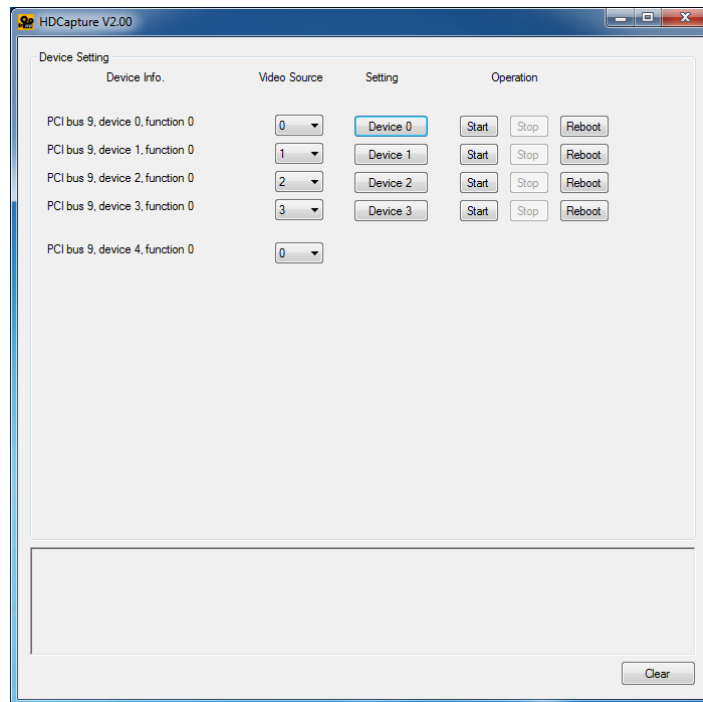 HDCapture V2.00
Device Setting
Device Info. Video Source Setting Operation
PCI bus 9, device 0, function 0 0 Device 0 Start Stop Reboot
PCI bus 9, device 1, function 0 1 Device 1 Start Stop Reboot
PCI bus 9, device 2, function 0 2 Device 2 Start Stop Reboot
PCI bus 9, device 3, function 0 3 Device 3 Start Stop Reboot
PCI bus 9, device 4, function 0 0
Clear